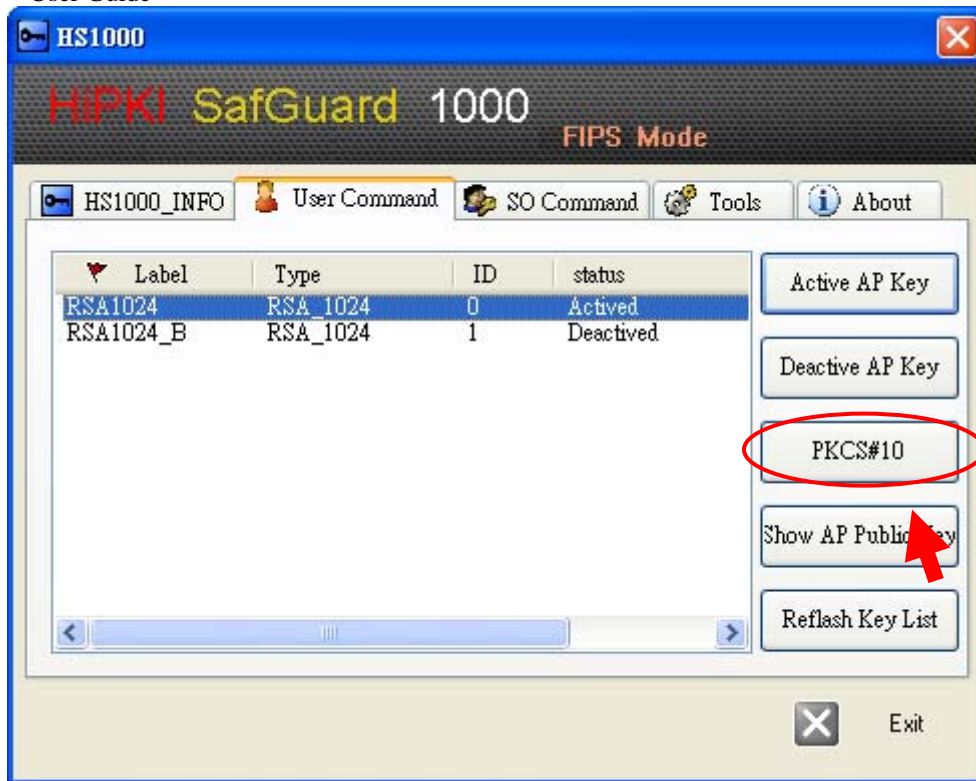 User Guide
HS1000
HiPKI SafGuard 1000
FIPS Mode
HS1000_INFO User Command SO Command Tools About
Label Type ID status
RSA1024 RSA_1024 0 Actived
RSA1024_B RSA_1024 1 Deactived
Active AP Key
Deactive AP Key
PKCS#10
Show AP Public Key
Reflash Key List
Exit